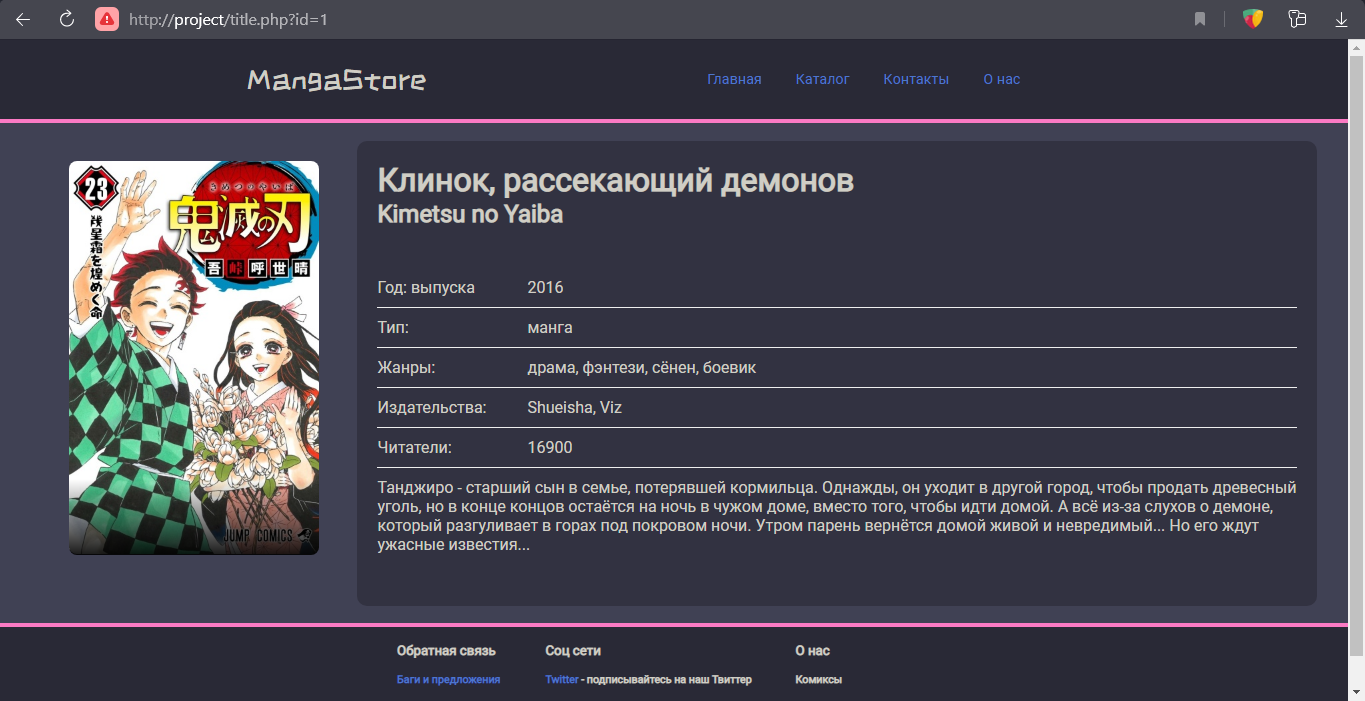 http://project/title.php?id=1
MangaStore
Главная Каталог Контакты О нас
23
きめつのやいば
鬼滅の刃
吾峠呼世晴
幾星霜を煌めく命
JUMP COMICS
Клинок, рассекающий демонов
Kimetsu no Yaiba
Год: выпуска 2016
Тип: манга
Жанры: драма, фэнтези, сёнен, боевик
Издательства: Shueisha, Viz
Читатели: 16900
Танджиро - старший сын в семье, потерявшей кормильца. Однажды, он уходит в другой город, чтобы продать древесный
уголь, но в конце концов остаётся на ночь в чужом доме, вместо того, чтобы идти домой. А всё из-за слухов о демоне,
который разгуливает в горах под покровом ночи. Утром парень вернётся домой живой и невредимый... Но его ждут
ужасные известия...
Обратная связь Соц сети О нас
Баги и предложения Twitter - подписывайтесь на наш Твиттер Комиксы